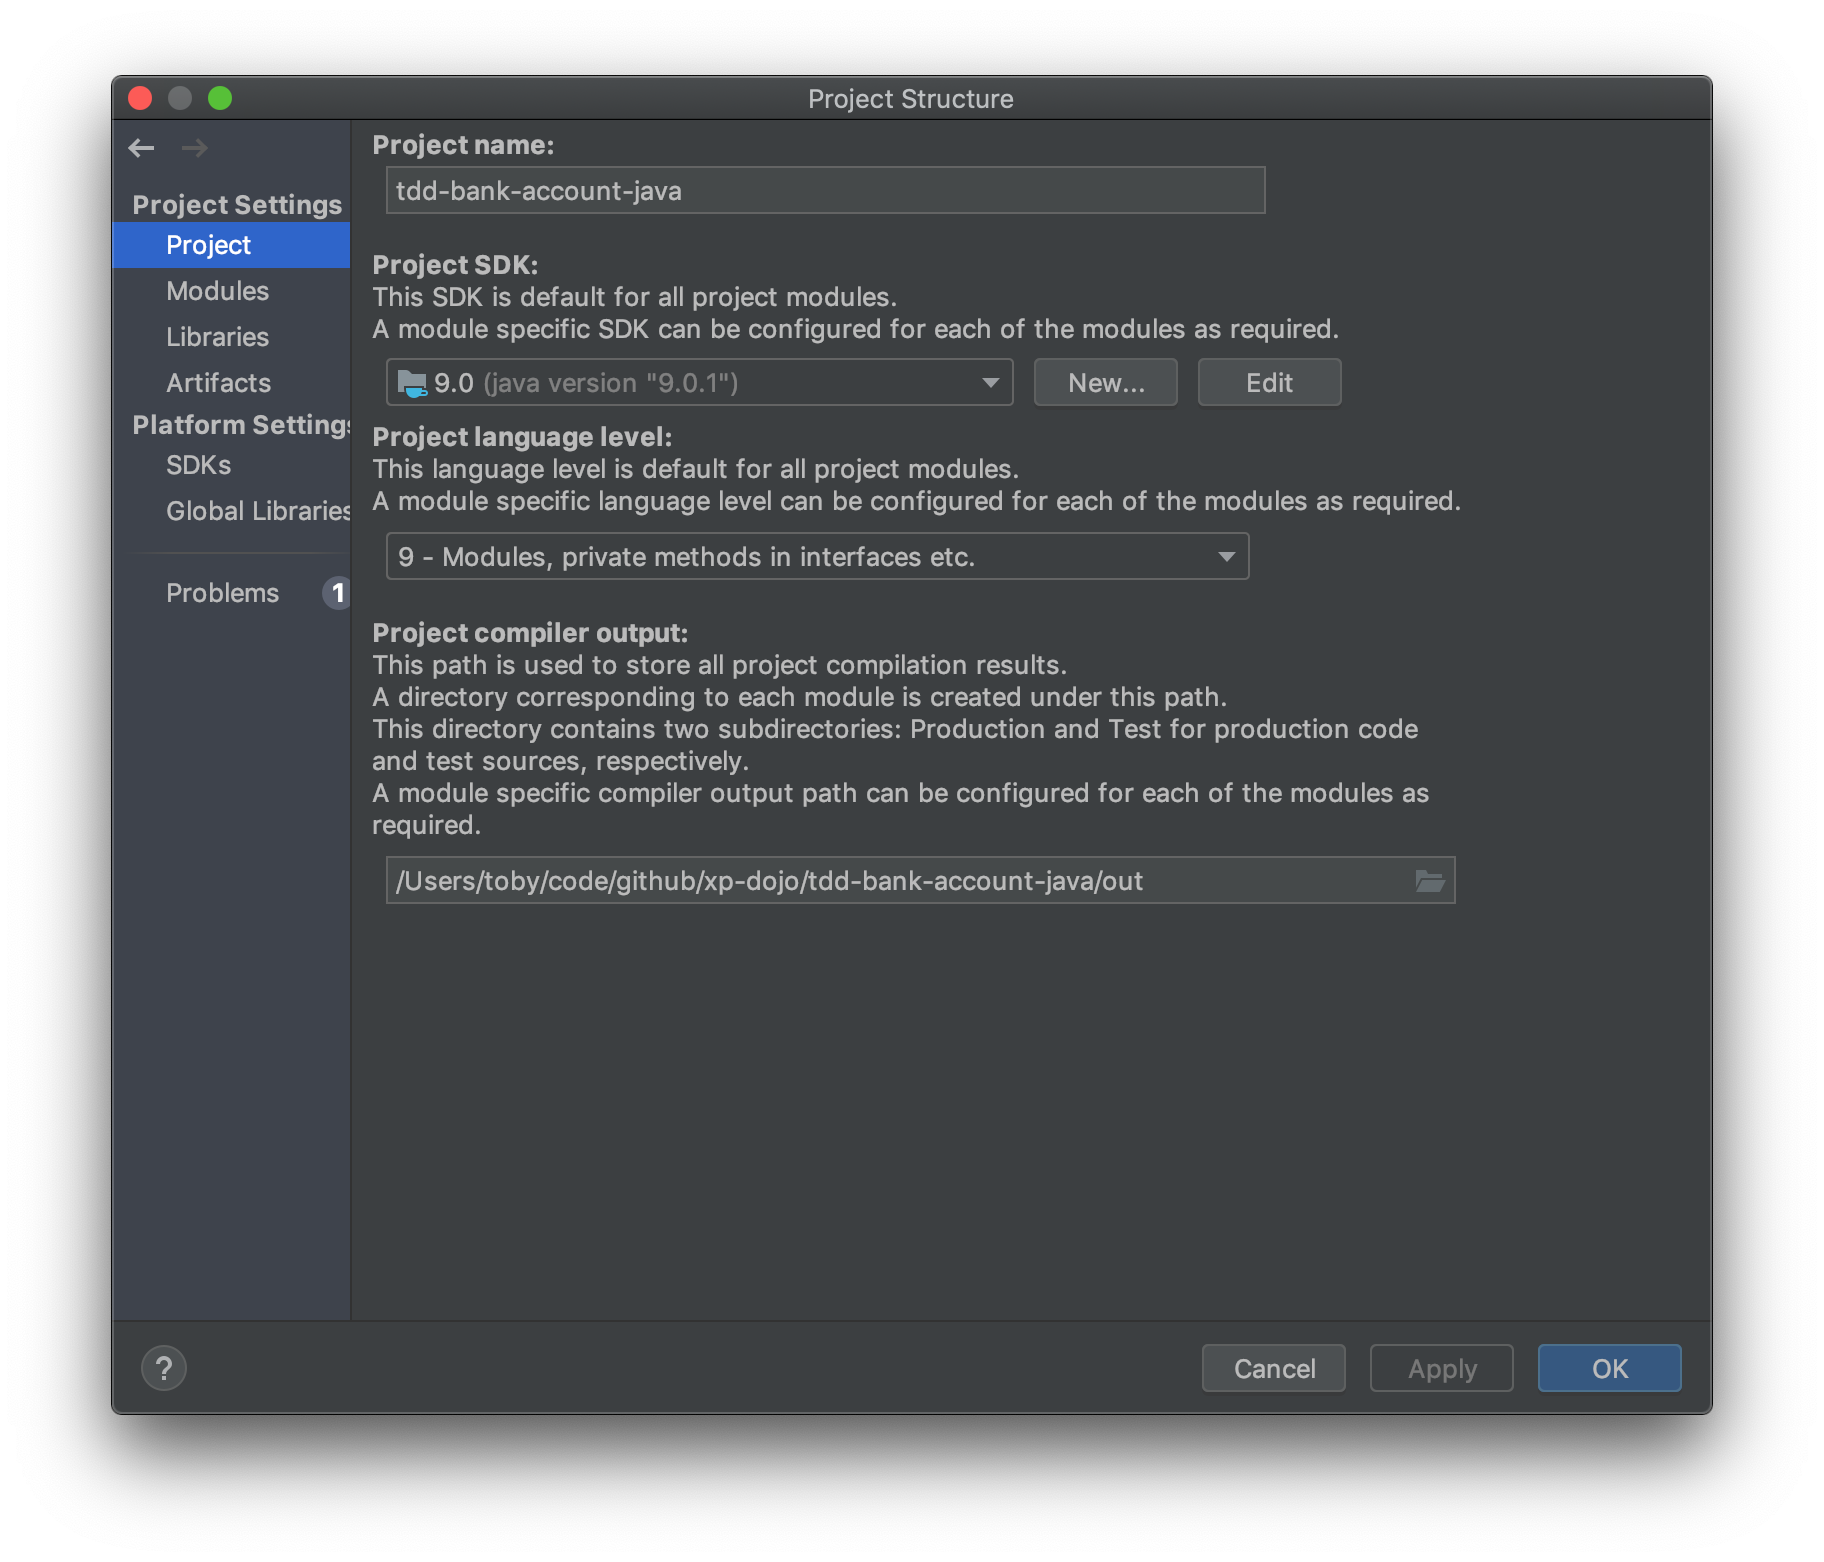 Project Structure
Project Settings
Project
Modules
Libraries
Artifacts
Platform Settings
SDKs
Global Libraries
Problems 1
Project name:
tdd-bank-account-java
Project SDK:
This SDK is default for all project modules.
A module specific SDK can be configured for each of the modules as required.
9.0 (java version "9.0.1")
New...
Edit
Project language level:
This language level is default for all project modules.
A module specific language level can be configured for each of the modules as required.
9 - Modules, private methods in interfaces etc.
Project compiler output:
This path is used to store all project compilation results.
A directory corresponding to each module is created under this path.
This directory contains two subdirectories: Production and Test for production code
and test sources, respectively.
A module specific compiler output path can be configured for each of the modules as
required.
/Users/toby/code/github/xp-dojo/tdd-bank-account-java/out
?
Cancel
Apply
OK